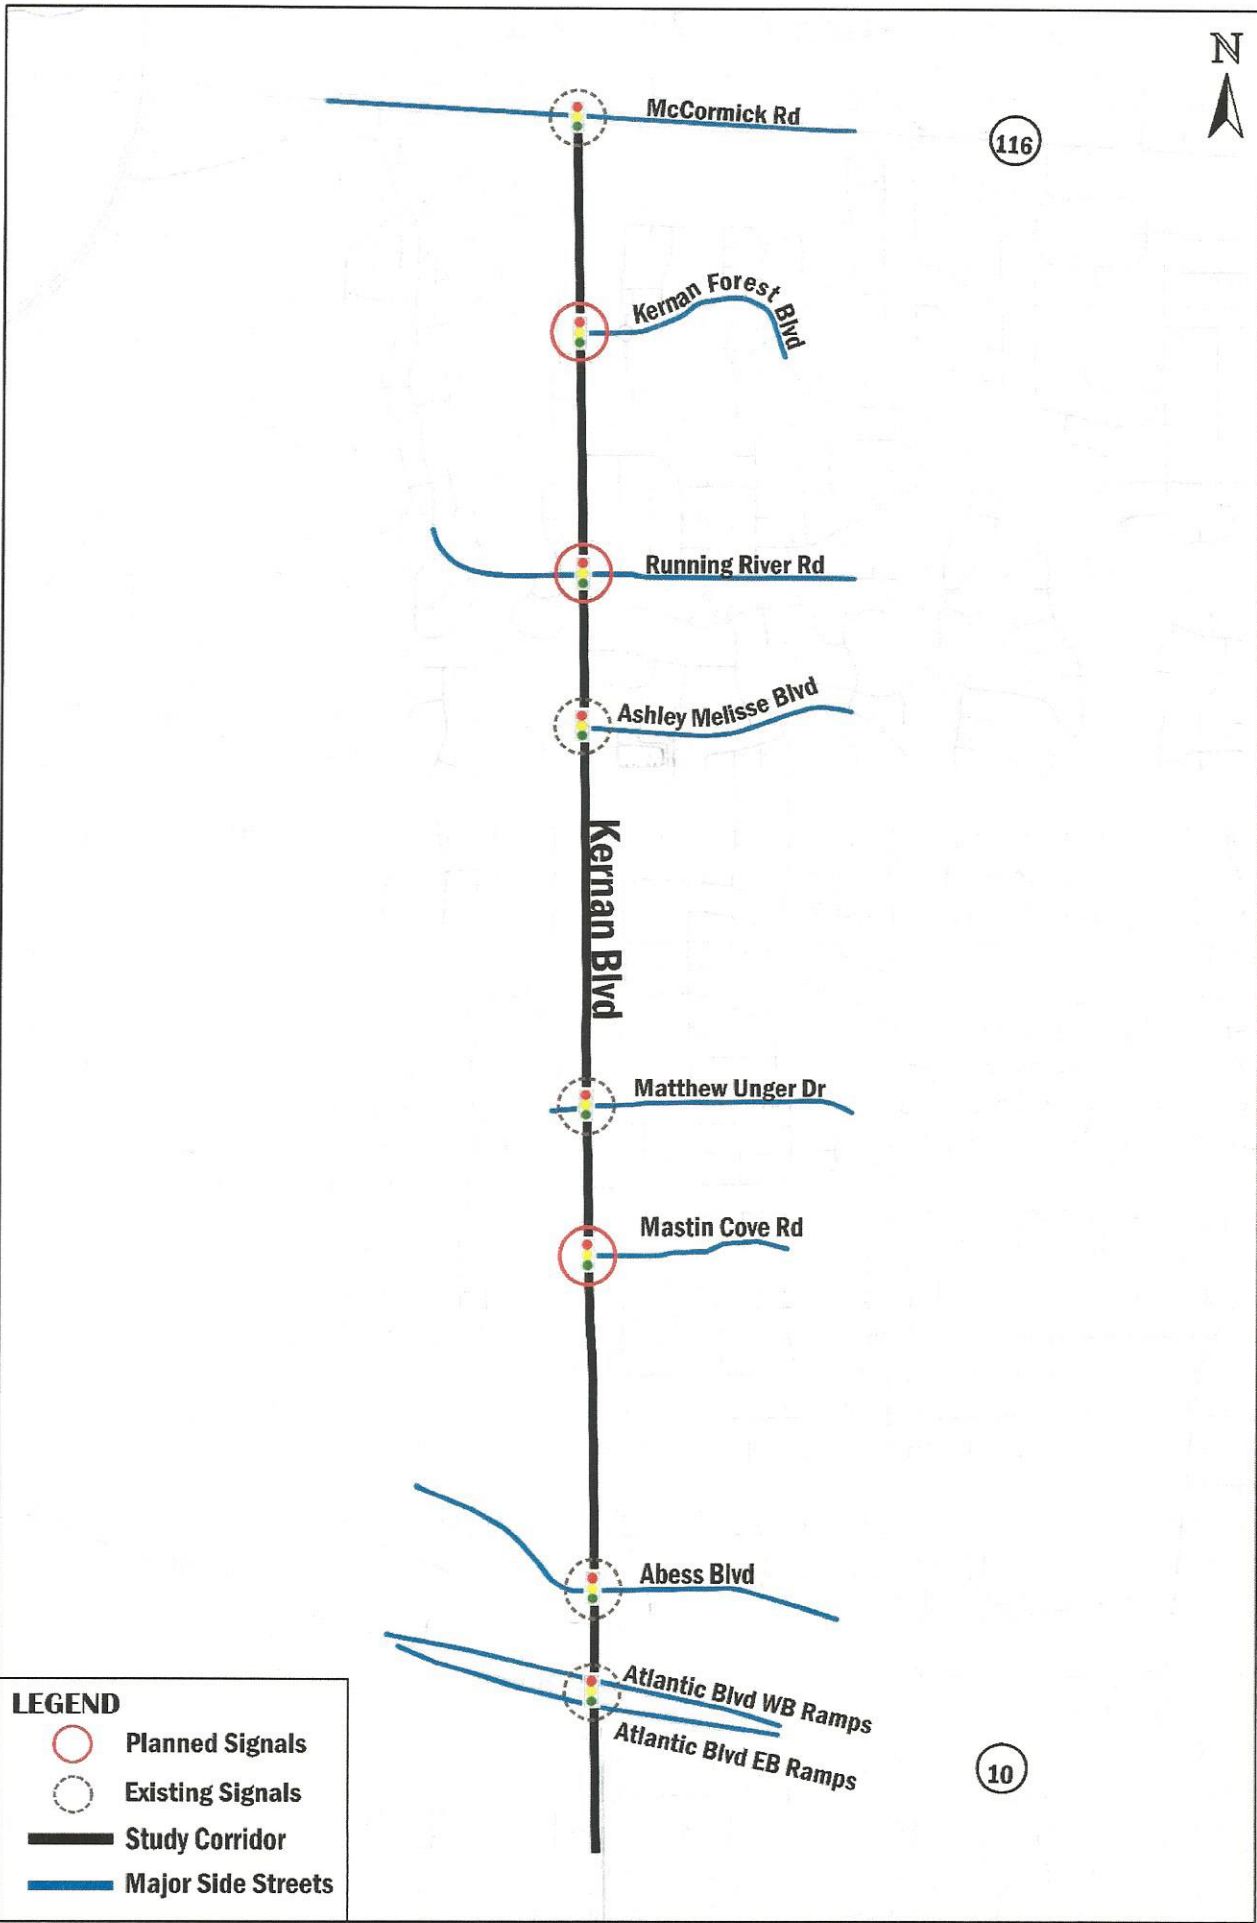 N
McCormick Rd
116
Kernan Forest Blvd
Running River Rd
Ashley Melisse Blvd
Kernan Blvd
Matthew Unger Dr
Mastin Cove Rd
Abess Blvd
Atlantic Blvd WB Ramps
Atlantic Blvd EB Ramps
10
LEGEND
Planned Signals
Existing Signals
Study Corridor
Major Side Streets